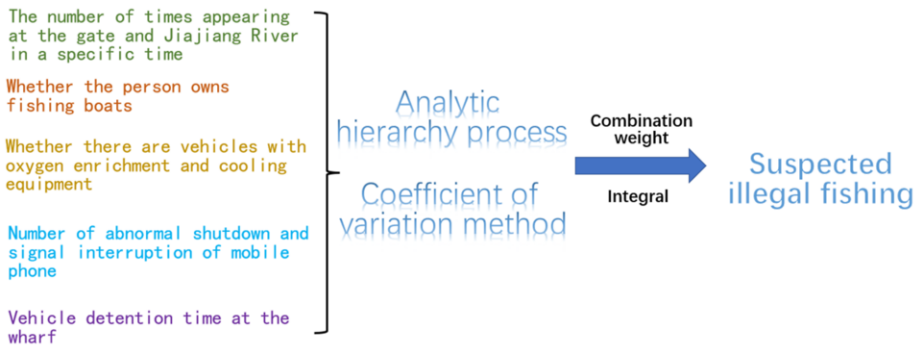 The number of times appearing
at the gate and Jiajiang River
in a specific time
Whether the person owns
fishing boats
Whether there are vehicles with
oxygen enrichment and cooling
equipment
Number of abnormal shutdown and
signal interruption of mobile
phone
Vehicle detention time at the
wharf
Analytic
hierarchy process
Coefficient of
variation method
Combination
weight
Integral
Suspected
illegal fishing